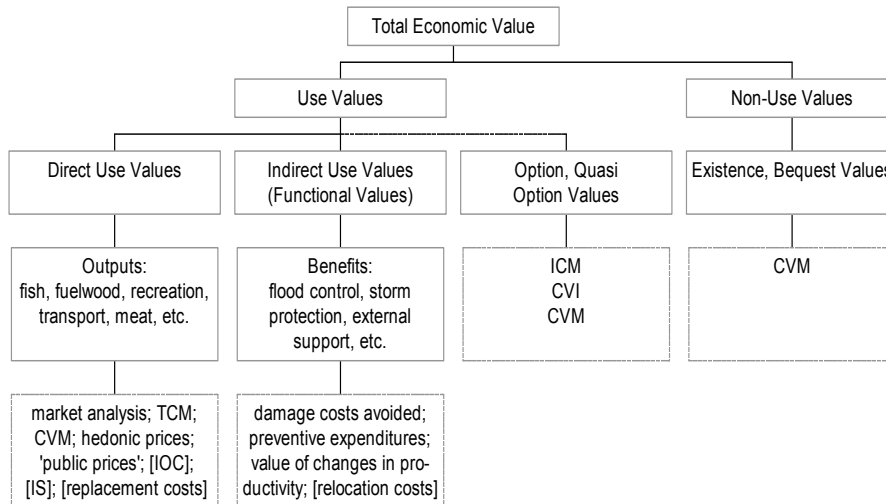 Total Economic Value
Use Values
Non-Use Values
Direct Use Values
Indirect Use Values
(Functional Values)
Option, Quasi
Option Values
Existence, Bequest Values
Outputs:
fish, fuelwood, recreation,
transport, meat, etc.
Benefits:
flood control, storm
protection, external
support, etc.
ICM
CVI
CVM
CVM
market analysis; TCM;
CVM; hedonic prices;
'public prices'; [IOC];
[IS]; [replacement costs]
damage costs avoided;
preventive expenditures;
value of changes in pro-
ductivity; [relocation costs]